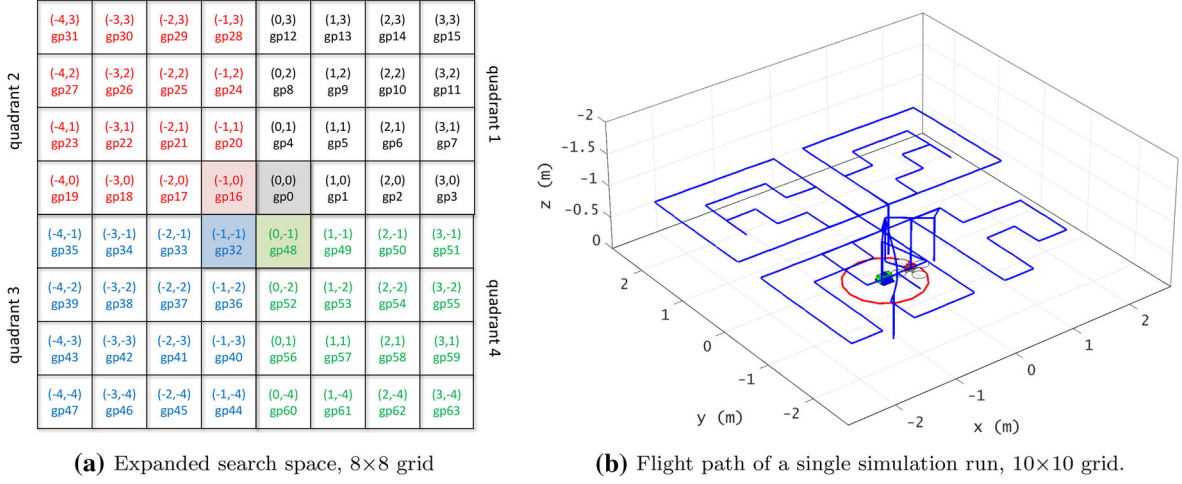 (-4,3) (-3,3) (-2,3) (-1,3) (0,3) (1,3) (2,3) (3,3)
gp31 gp30 gp29 gp28 gp12 gp13 gp14 gp15
(-4,2) (-3,2) (-2,2) (-1,2) (0,2) (1,2) (2,2) (3,2)
gp27 gp26 gp25 gp24 gp8 gp9 gp10 gp11
(-4,1) (-3,1) (-2,1) (-1,1) (0,1) (1,1) (2,1) (3,1)
gp23 gp22 gp21 gp20 gp4 gp5 gp6 gp7
(-4,0) (-3,0) (-2,0) (-1,0) (0,0) (1,0) (2,0) (3,0)
gp19 gp18 gp17 gp16 gp0 gp1 gp2 gp3
(-4,-1) (-3,-1) (-2,-1) (-1,-1) (0,-1) (1,-1) (2,-1) (3,-1)
gp35 gp34 gp33 gp32 gp48 gp49 gp50 gp51
(-4,-2) (-3,-2) (-2,-2) (-1,-2) (0,-2) (1,-2) (2,-2) (3,-2)
gp39 gp38 gp37 gp36 gp52 gp53 gp54 gp55
(-4,-3) (-3,-3) (-2,-3) (-1,-3) (0,1) (1,1) (2,1) (3,1)
gp43 gp42 gp41 gp40 gp56 gp57 gp58 gp59
(-4,-4) (-3,-4) (-2,-4) (-1,-4) (0,-4) (1,-4) (2,-4) (3,-4)
gp47 gp46 gp45 gp44 gp60 gp61 gp62 gp63
quadrant 2
quadrant 3
quadrant 1
quadrant 4
(a) Expanded search space, 8×8 grid
-2
-1.5
-1
-0.5
0
z (m)
2
1
0
-1
-2
y (m)
-2
-1
0
1
2
x (m)
(b) Flight path of a single simulation run, 10×10 grid.